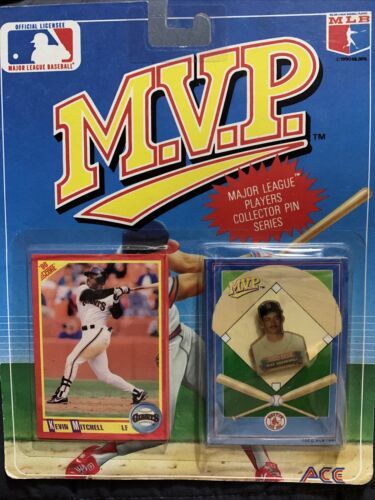 OFFICIAL LICENSEE
MAJOR LEAGUE BASEBALL
MLB
M.V.P.
TM
MAJOR LEAGUE
PLAYERS
COLLECTOR PIN
SERIES
'90 SCORE
GIANTS
KEVIN MITCHELL LF
M.V.P.
ACE